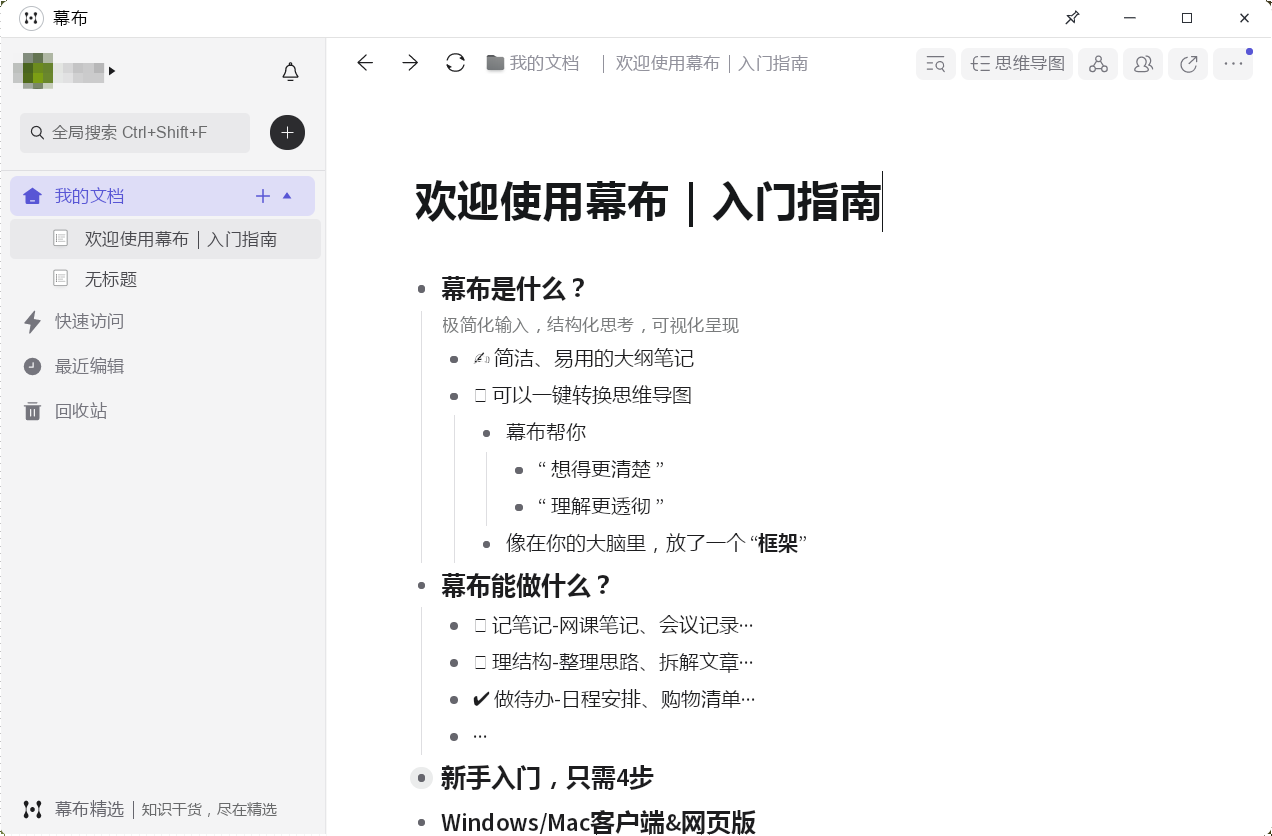 幕布
我的文档 | 欢迎使用幕布｜入门指南
思维导图
全局搜索 Ctrl+Shift+F
我的文档
欢迎使用幕布｜入门指南
无标题
快速访问
最近编辑
回收站
幕布精选｜知识干货，尽在精选
欢迎使用幕布｜入门指南
幕布是什么？
极简化输入，结构化思考，可视化呈现
✍ 简洁、易用的大纲笔记
可以一键转换思维导图
幕布帮你
“ 想得更清楚 ”
“ 理解更透彻 ”
像在你的大脑里，放了一个 “框架”
幕布能做什么？
记笔记-网课笔记、会议记录···
理结构-整理思路、拆解文章···
✔ 做待办-日程安排、购物清单···
···
新手入门，只需4步
Windows/Mac客户端&网页版